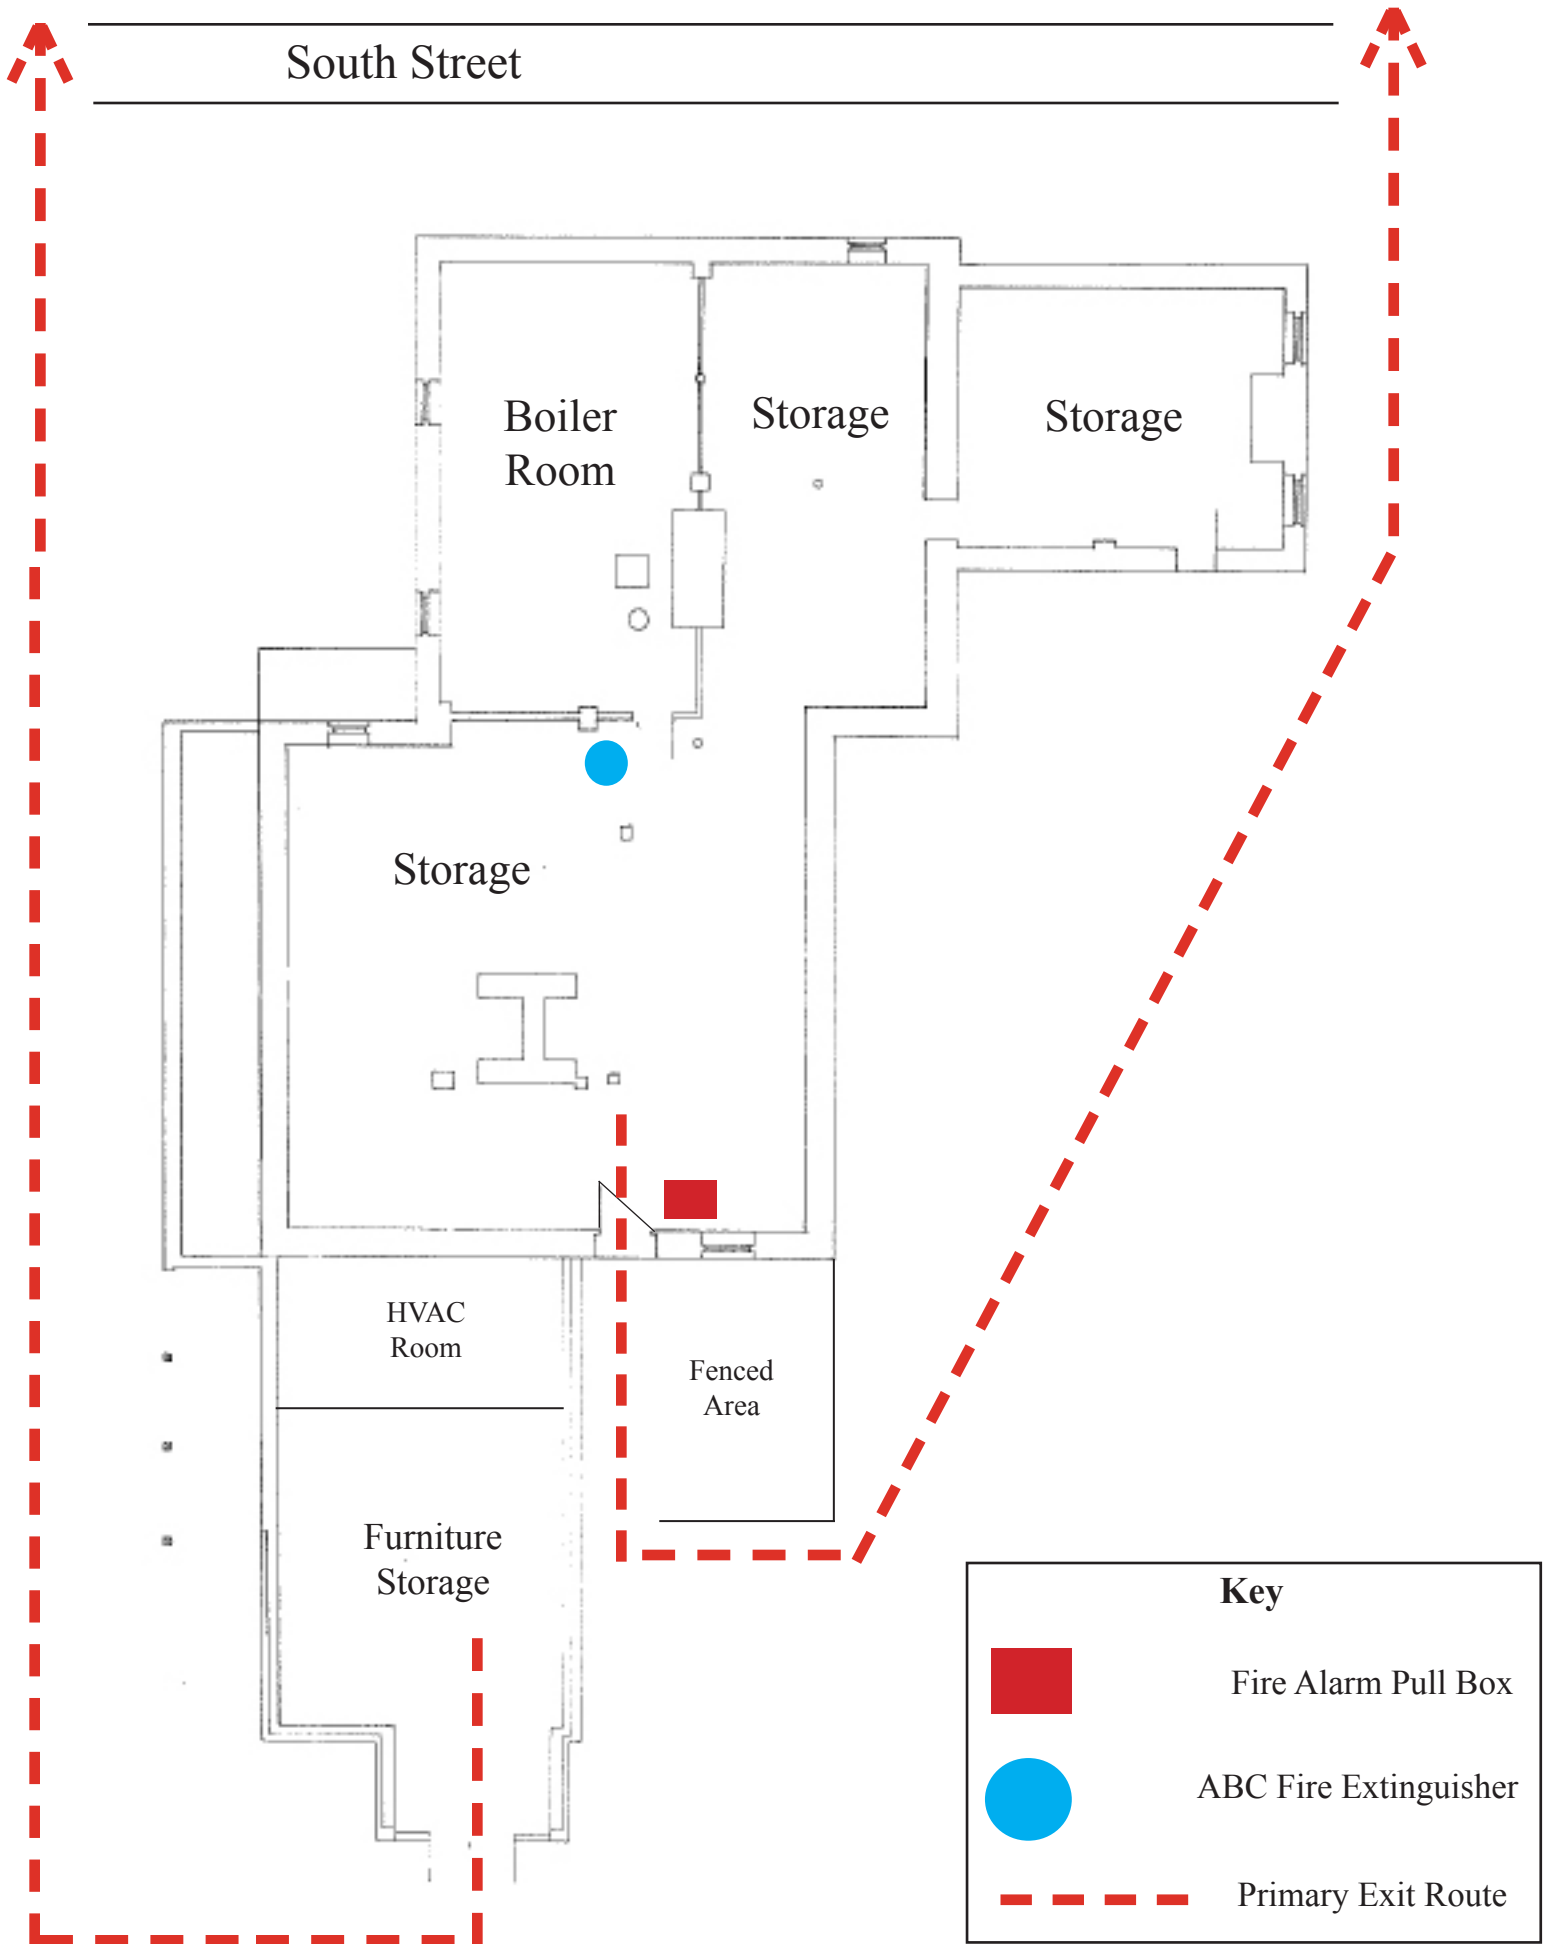 South Street
Boiler
Room
Storage
Storage
Storage
HVAC
Room
Fenced
Area
Furniture
Storage
Key
Fire Alarm Pull Box
ABC Fire Extinguisher
Primary Exit Route